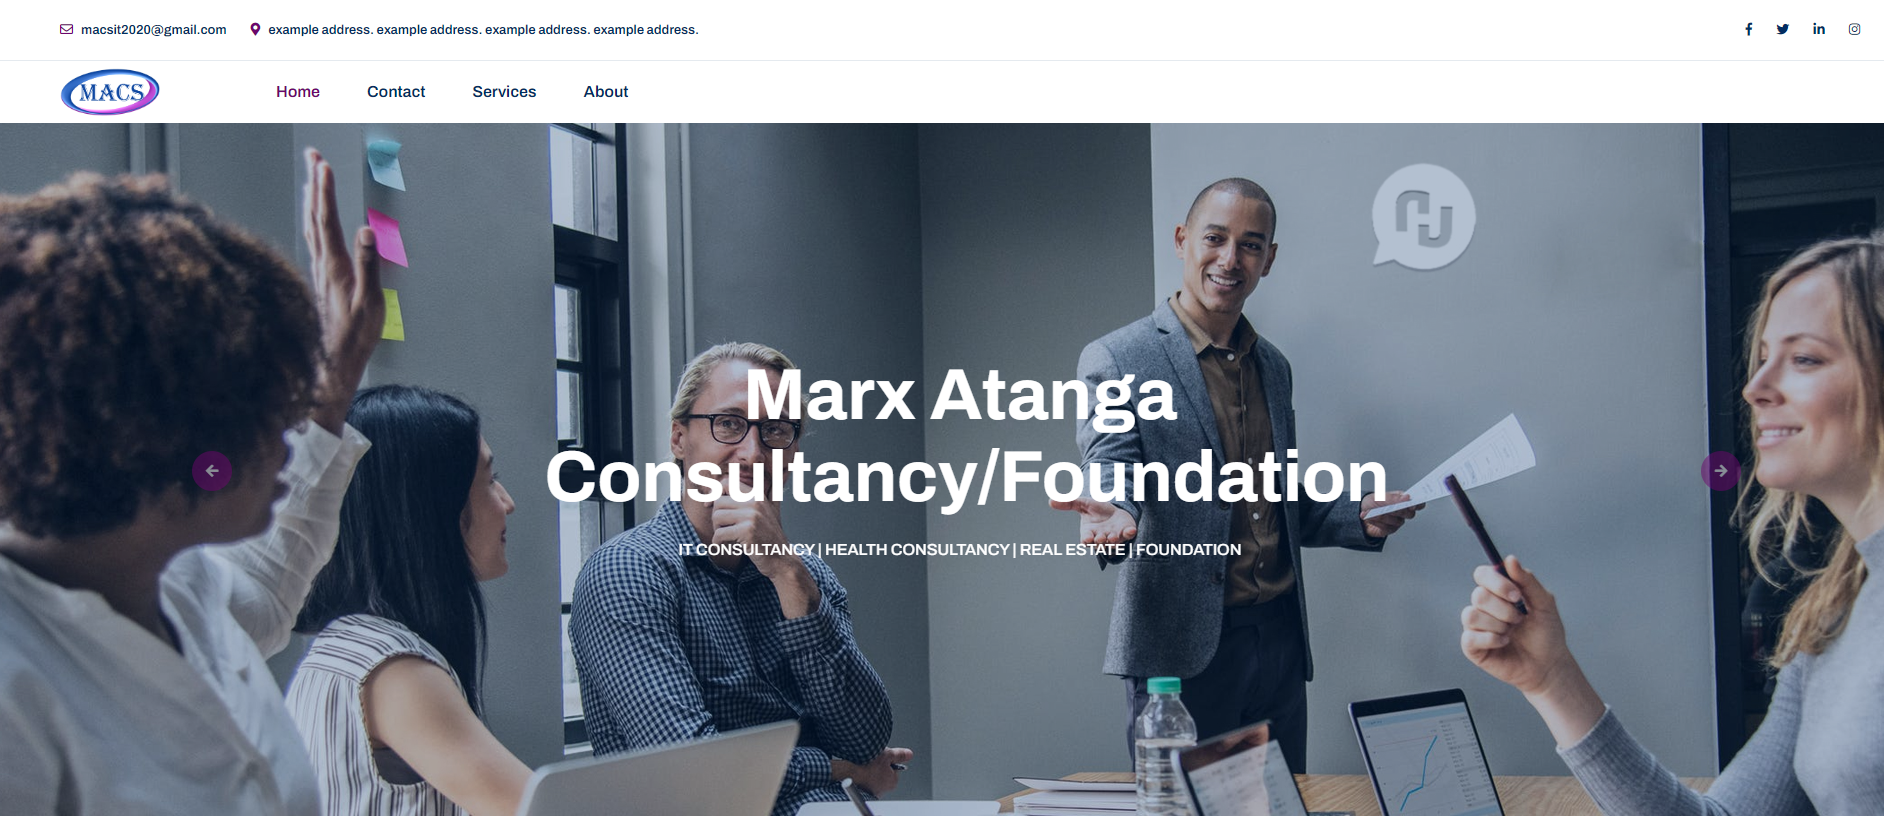 macsit2020@gmail.com example address. example address. example address. example address.
MACS Home Contact Services About
Marx Atanga
Consultancy/Foundation
IT CONSULTANCY | HEALTH CONSULTANCY | REAL ESTATE | FOUNDATION